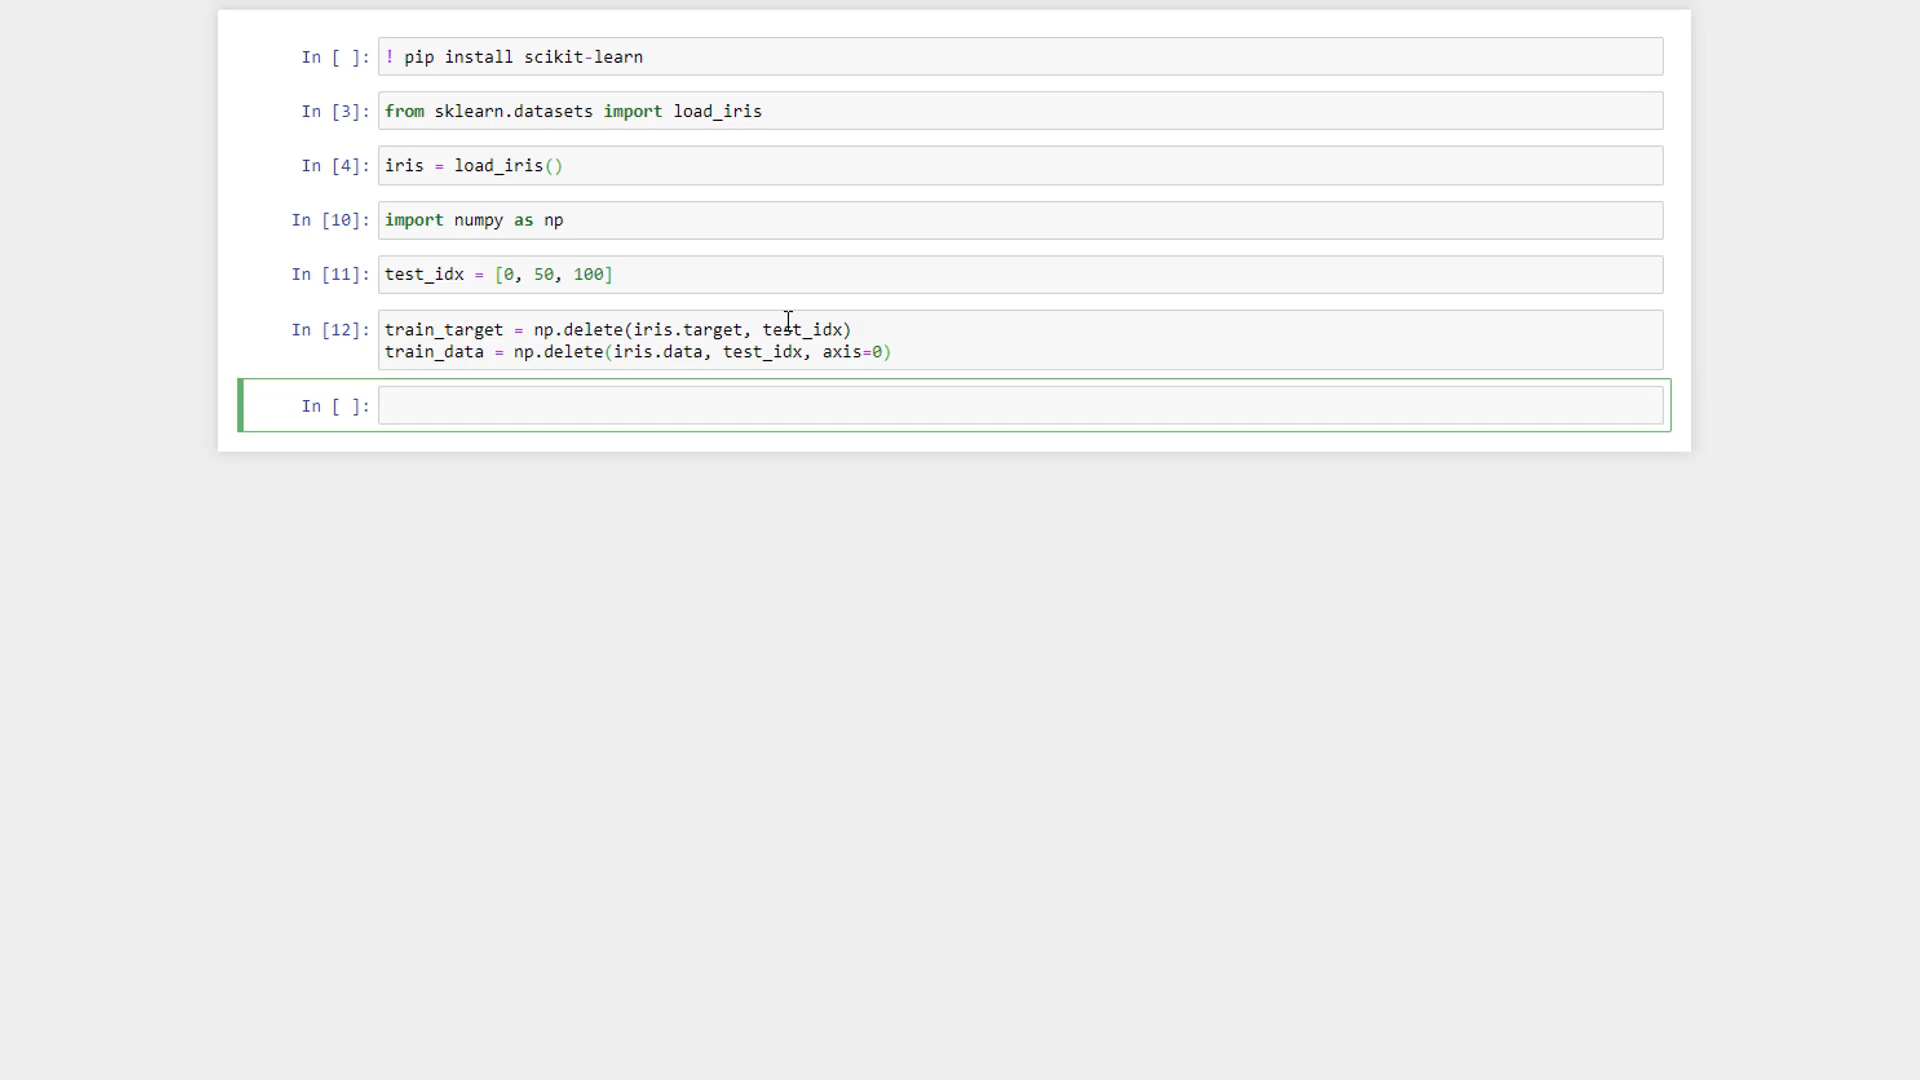 In [ ]: ! pip install scikit-learn
In [3]: from sklearn.datasets import load_iris
In [4]: iris = load_iris()
In [10]: import numpy as np
In [11]: test_idx = [0, 50, 100]
In [12]: train_target = np.delete(iris.target, test_idx)
train_data = np.delete(iris.data, test_idx, axis=0)
In [ ]: